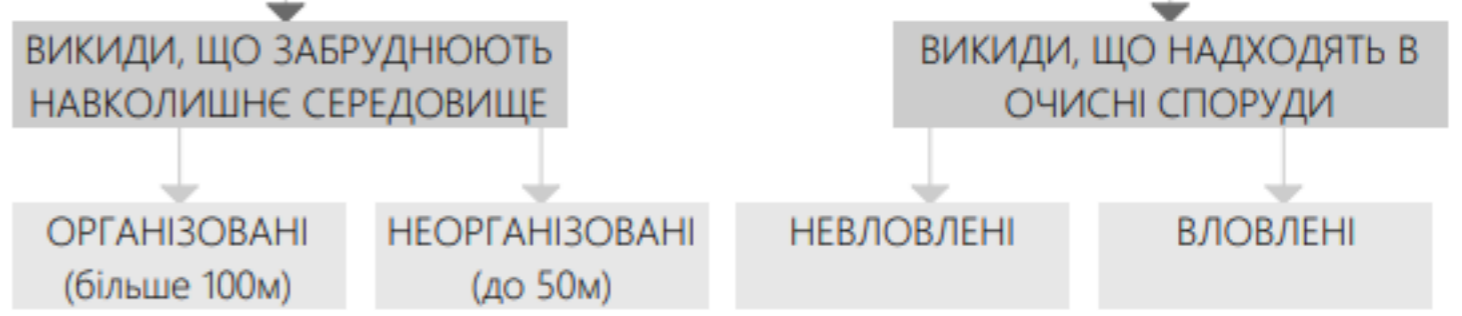 ВИКИДИ, ЩО ЗАБРУДНЮЮТЬ
НАВКОЛИШНЄ СЕРЕДОВИЩЕ
ВИКИДИ, ЩО НАДХОДЯТЬ В
ОЧИСНІ СПОРУДИ
ОРГАНІЗОВАНІ
(більше 100м)
НЕОРГАНІЗОВАНІ
(до 50м)
НЕВЛОВЛЕНІ
ВЛОВЛЕНІ